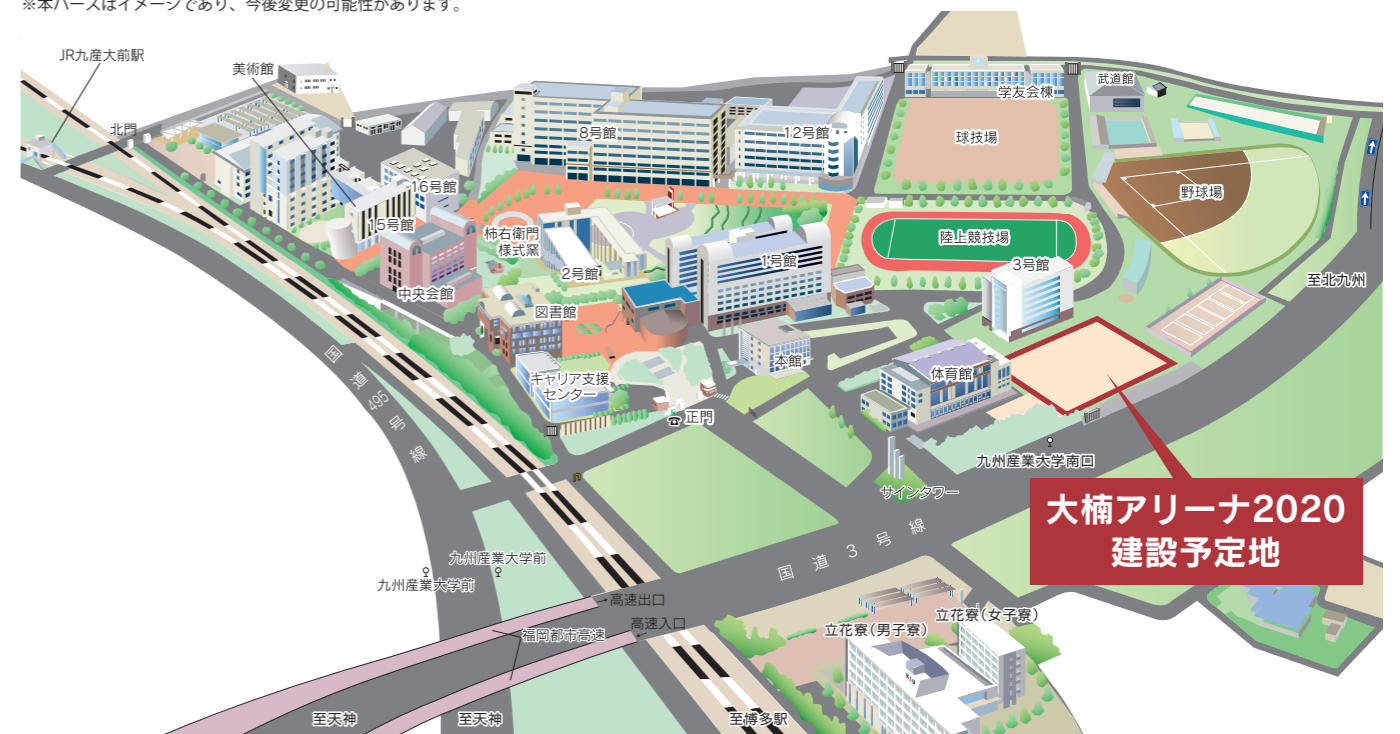 ※本パースはイメージであり、今後変更の可能性があります。
JR九産大前駅
美術館
北門
8号館
12号館
学友会棟
武道館
球技場
野球場
16号館
15号館
柿右衛門
様式窯
2号館
1号館
陸上競技場
3号館
中央会館
図書館
至北九州
本館
体育館
キャリア支援
センター
正門
国道495号線
九州産業大学南口
サインタワー
大楠アリーナ2020
建設予定地
国道3号線
九州産業大学前
九州産業大学前
高速出口
高速入口
福岡都市高速
立花寮(男子寮)
立花寮(女子寮)
至天神
至天神
至博多駅